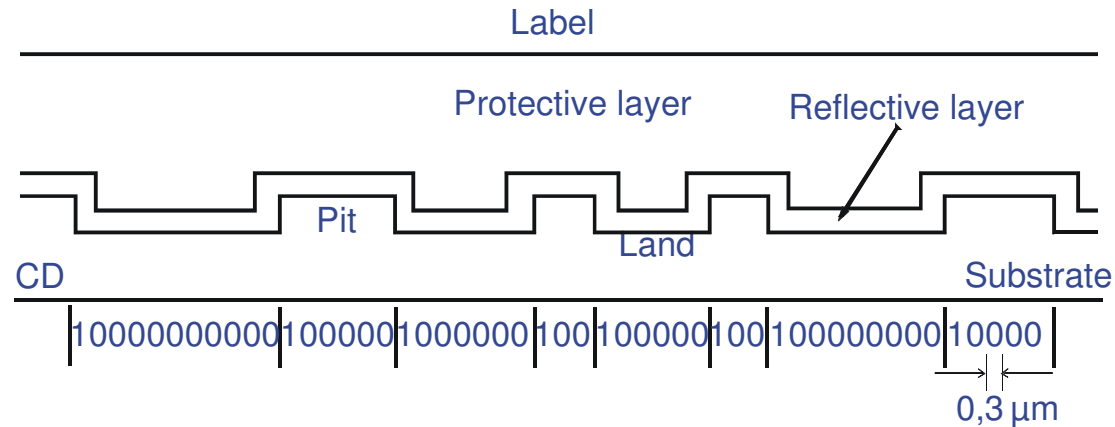 Label
Protective layer
Reflective layer
Pit
Land
CD
Substrate
10000000000 100000 1000000 100 100000 100 100000000 10000
0,3 µm